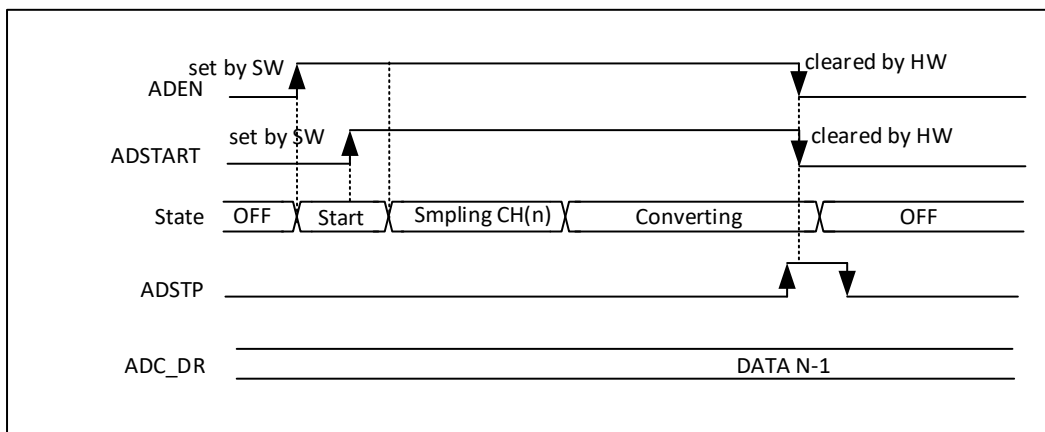 set by SW
cleared by HW
ADEN
set by SW
cleared by HW
ADSTART
State OFF Start Smpling CH(n) Converting OFF
ADSTP
ADC_DR DATA N-1